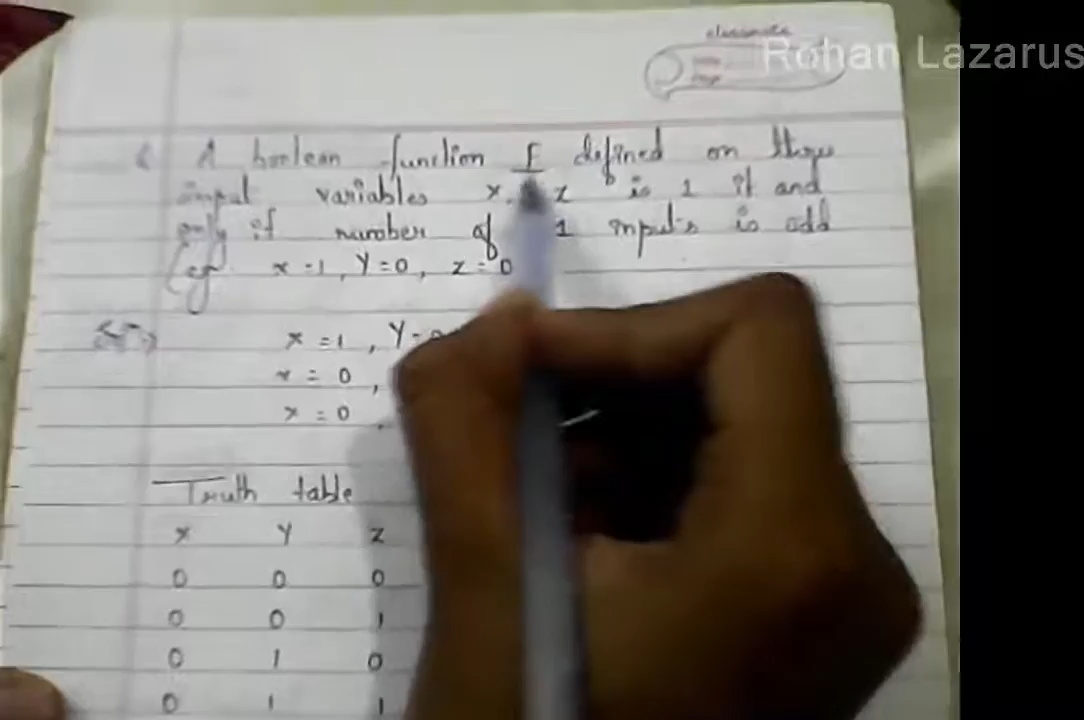 classmate
Rohan Lazarus
A boolean function F defined on three
input variables x, z is 1 if and
only if number of 1 inputs is odd
(eg x = 1, Y = 0, z = 0
x = 1, Y = 0
x = 0,
x = 0
Truth table
x Y z
0 0 0
0 0 1
0 1 0
0 1 1